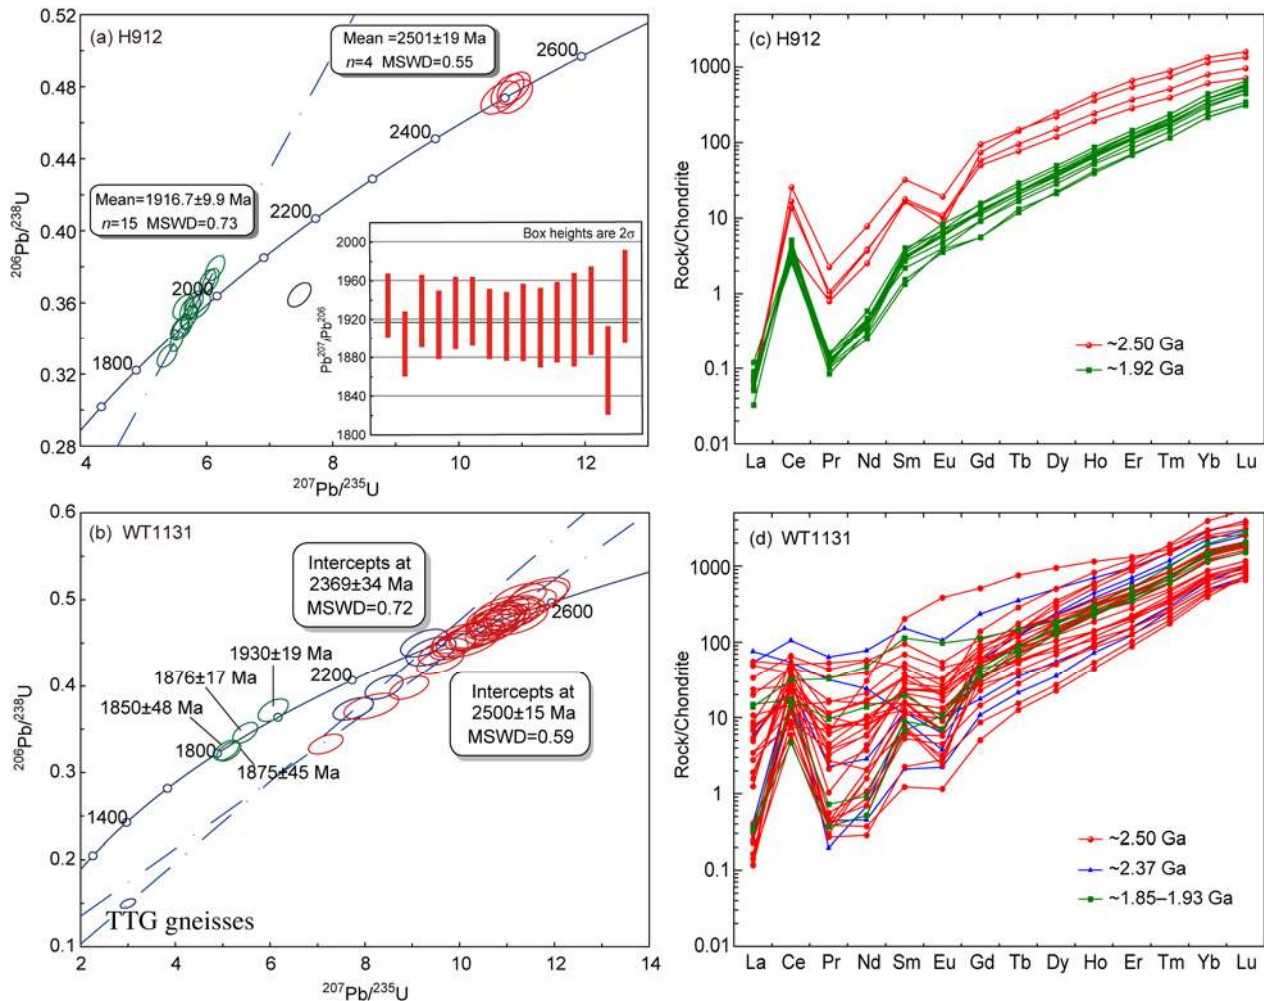 (a) H912
0.52
0.48
0.44
0.40
0.36
0.32
0.28
4
6
8
10
12
²⁰⁶Pb/²³⁸U
²⁰⁷Pb/²³⁵U
Mean =2501±19 Ma
n=4 MSWD=0.55
2600
2400
2200
2000
1800
Mean=1916.7±9.9 Ma
n=15 MSWD=0.73
Box heights are 2σ
2000
1960
1920
1880
1840
1800
Pb²⁰⁷/Pb²⁰⁶
(c) H912
1000
100
10
1
0.1
0.01
Rock/Chondrite
~2.50 Ga
~1.92 Ga
La Ce Pr Nd Sm Eu Gd Tb Dy Ho Er Tm Yb Lu
(b) WT1131
0.6
0.5
0.4
0.3
0.2
0.1
2
4
6
8
10
12
14
²⁰⁶Pb/²³⁸U
²⁰⁷Pb/²³⁵U
Intercepts at
2369±34 Ma
MSWD=0.72
2600
2200
1930±19 Ma
1876±17 Ma
1850±48 Ma
1800
1875±45 Ma
1400
Intercepts at
2500±15 Ma
MSWD=0.59
TTG gneisses
(d) WT1131
1000
100
10
1
0.1
0.01
Rock/Chondrite
~2.50 Ga
~2.37 Ga
~1.85–1.93 Ga
La Ce Pr Nd Sm Eu Gd Tb Dy Ho Er Tm Yb Lu